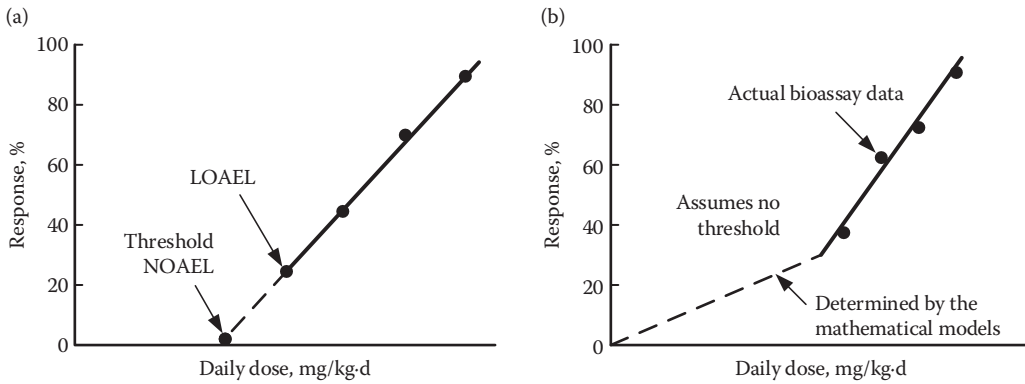 (a)
100
80
60
40
20
0
Response, %
LOAEL
Threshold
NOAEL
Daily dose, mg/kg·d
(b)
100
80
60
40
20
0
Response, %
Actual bioassay data
Assumes no
threshold
Determined by the
mathematical models
Daily dose, mg/kg·d